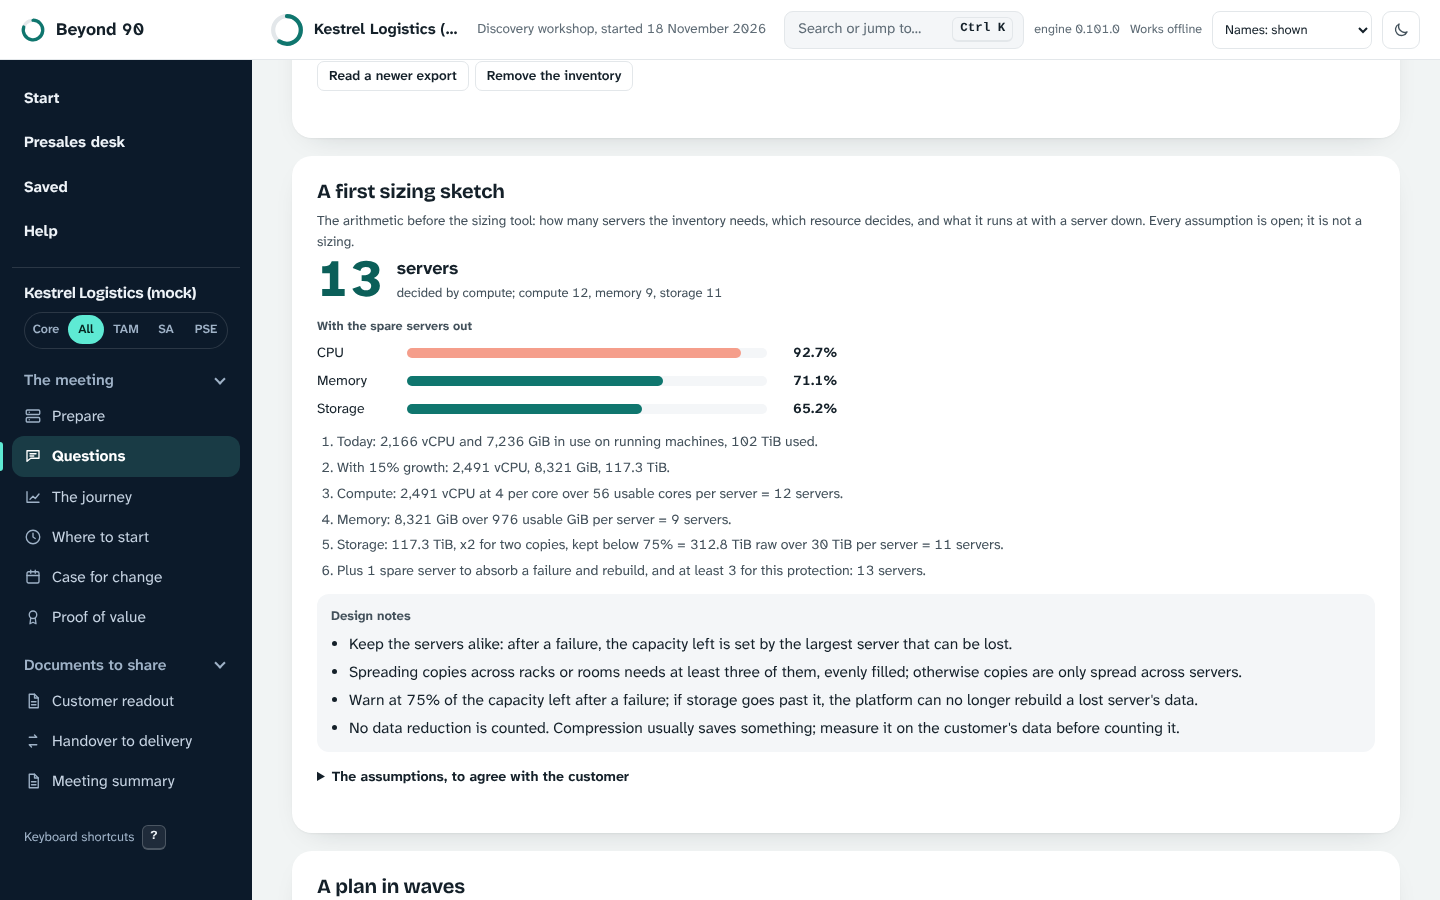 Beyond 90
Kestrel Logistics (...
Discovery workshop, started 18 November 2026
Search or jump to...
Ctrl K
engine 0.101.0
Works offline
Names: shown
Start
Presales desk
Saved
Help
Kestrel Logistics (mock)
Core
All
TAM
SA
PSE
The meeting
Prepare
Questions
The journey
Where to start
Case for change
Proof of value
Documents to share
Customer readout
Handover to delivery
Meeting summary
Keyboard shortcuts
?
Read a newer export
Remove the inventory
A first sizing sketch
The arithmetic before the sizing tool: how many servers the inventory needs, which resource decides, and what it runs at with a server down. Every assumption is open; it is not a
sizing.
13
servers
decided by compute; compute 12, memory 9, storage 11
With the spare servers out
CPU
92.7%
Memory
71.1%
Storage
65.2%
1. Today: 2,166 vCPU and 7,236 GiB in use on running machines, 102 TiB used.
2. With 15% growth: 2,491 vCPU, 8,321 GiB, 117.3 TiB.
3. Compute: 2,491 vCPU at 4 per core over 56 usable cores per server = 12 servers.
4. Memory: 8,321 GiB over 976 usable GiB per server = 9 servers.
5. Storage: 117.3 TiB, x2 for two copies, kept below 75% = 312.8 TiB raw over 30 TiB per server = 11 servers.
6. Plus 1 spare server to absorb a failure and rebuild, and at least 3 for this protection: 13 servers.
Design notes
• Keep the servers alike: after a failure, the capacity left is set by the largest server that can be lost.
• Spreading copies across racks or rooms needs at least three of them, evenly filled; otherwise copies are only spread across servers.
• Warn at 75% of the capacity left after a failure; if storage goes past it, the platform can no longer rebuild a lost server's data.
• No data reduction is counted. Compression usually saves something; measure it on the customer's data before counting it.
The assumptions, to agree with the customer
A plan in waves